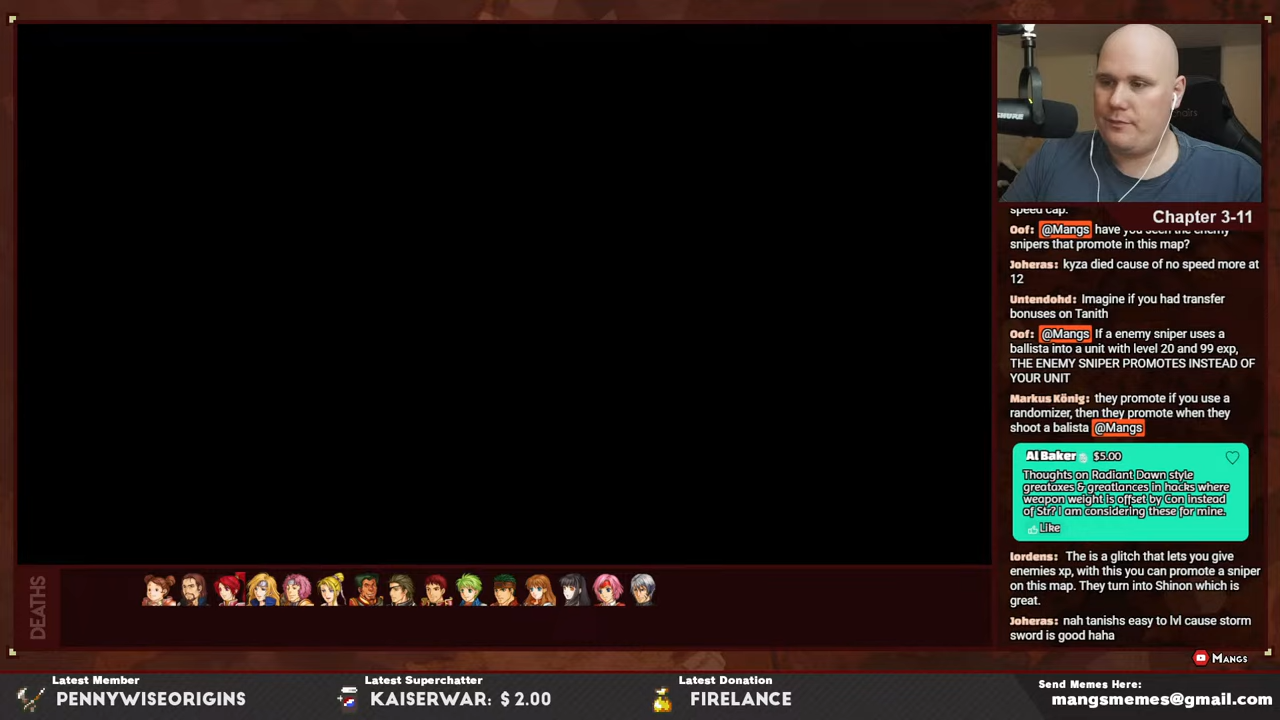 Chapter 3-11
speed cap.
Oof: @Mangs have you seen the enemy
snipers that promote in this map?
Joheras: kyza died cause of no speed more at
12
Untendohd: Imagine if you had transfer
bonuses on Tanith
Oof: @Mangs If a enemy sniper uses a
ballista into a unit with level 20 and 99 exp,
THE ENEMY SNIPER PROMOTES INSTEAD OF
YOUR UNIT
Markus König: they promote if you use a
randomizer, then they promote when they
shoot a balista @Mangs
Al Baker $5.00
Thoughts on Radiant Dawn style
greataxes & greatlances in hacks where
weapon weight is offset by Con instead
of Str? I am considering these for mine.
Like
lordens: The is a glitch that lets you give
enemies xp, with this you can promote a sniper
on this map. They turn into Shinon which is
great.
Joheras: nah tanishs easy to lvl cause storm
sword is good haha
MANGS
DEATHS
Latest Member
PENNYWISEORIGINS
Latest Superchatter
KAISERWAR: $ 2.00
Latest Donation
FIRELANCE
Send Memes Here:
mangsmemes@gmail.com